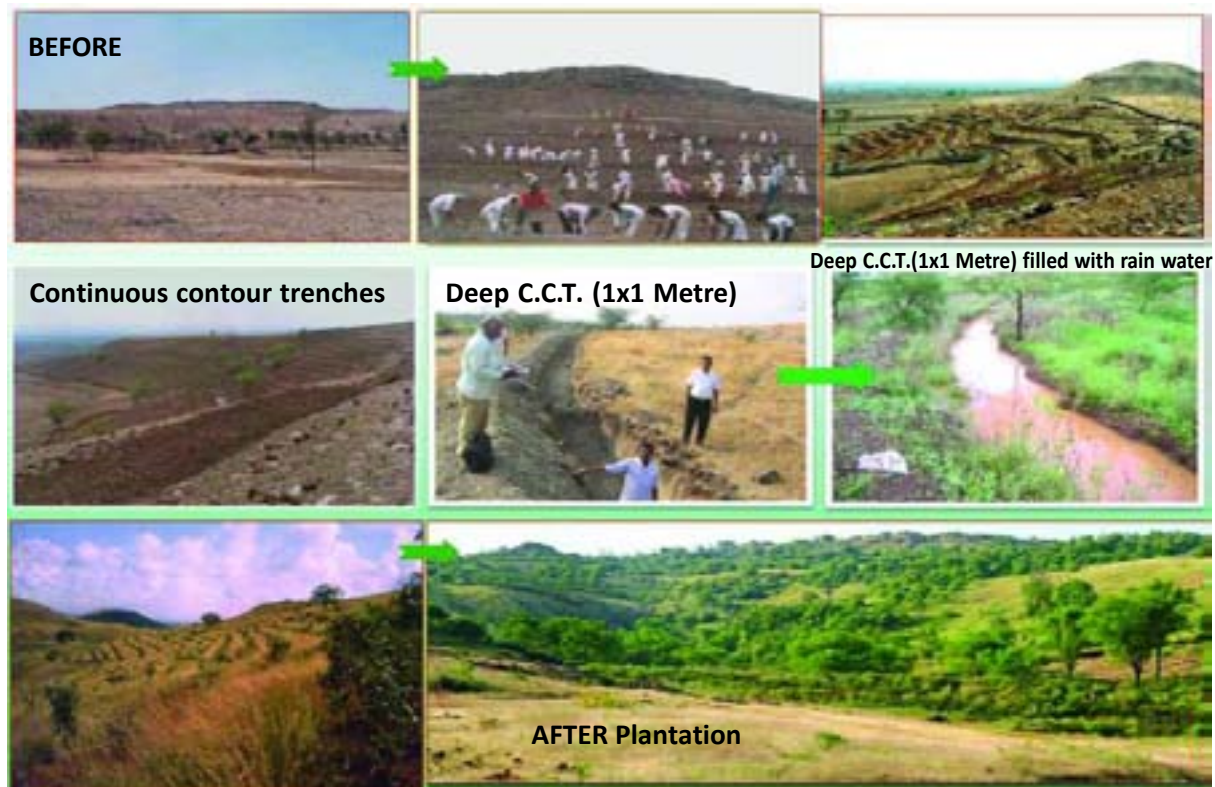 BEFORE
Deep C.C.T.(1x1 Metre) filled with rain water
Continuous contour trenches
Deep C.C.T. (1x1 Metre)
AFTER Plantation